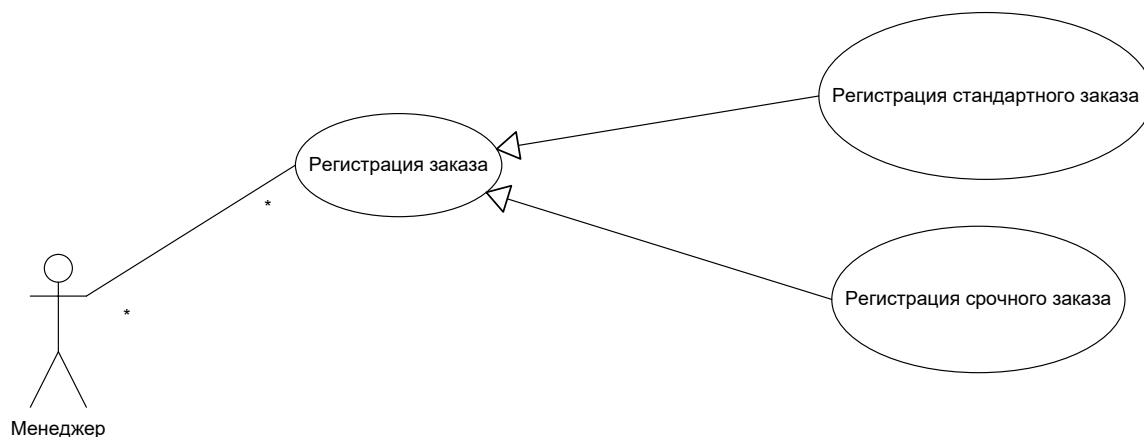 Регистрация стандартного заказа
Регистрация заказа
*
Регистрация срочного заказа
*
Менеджер